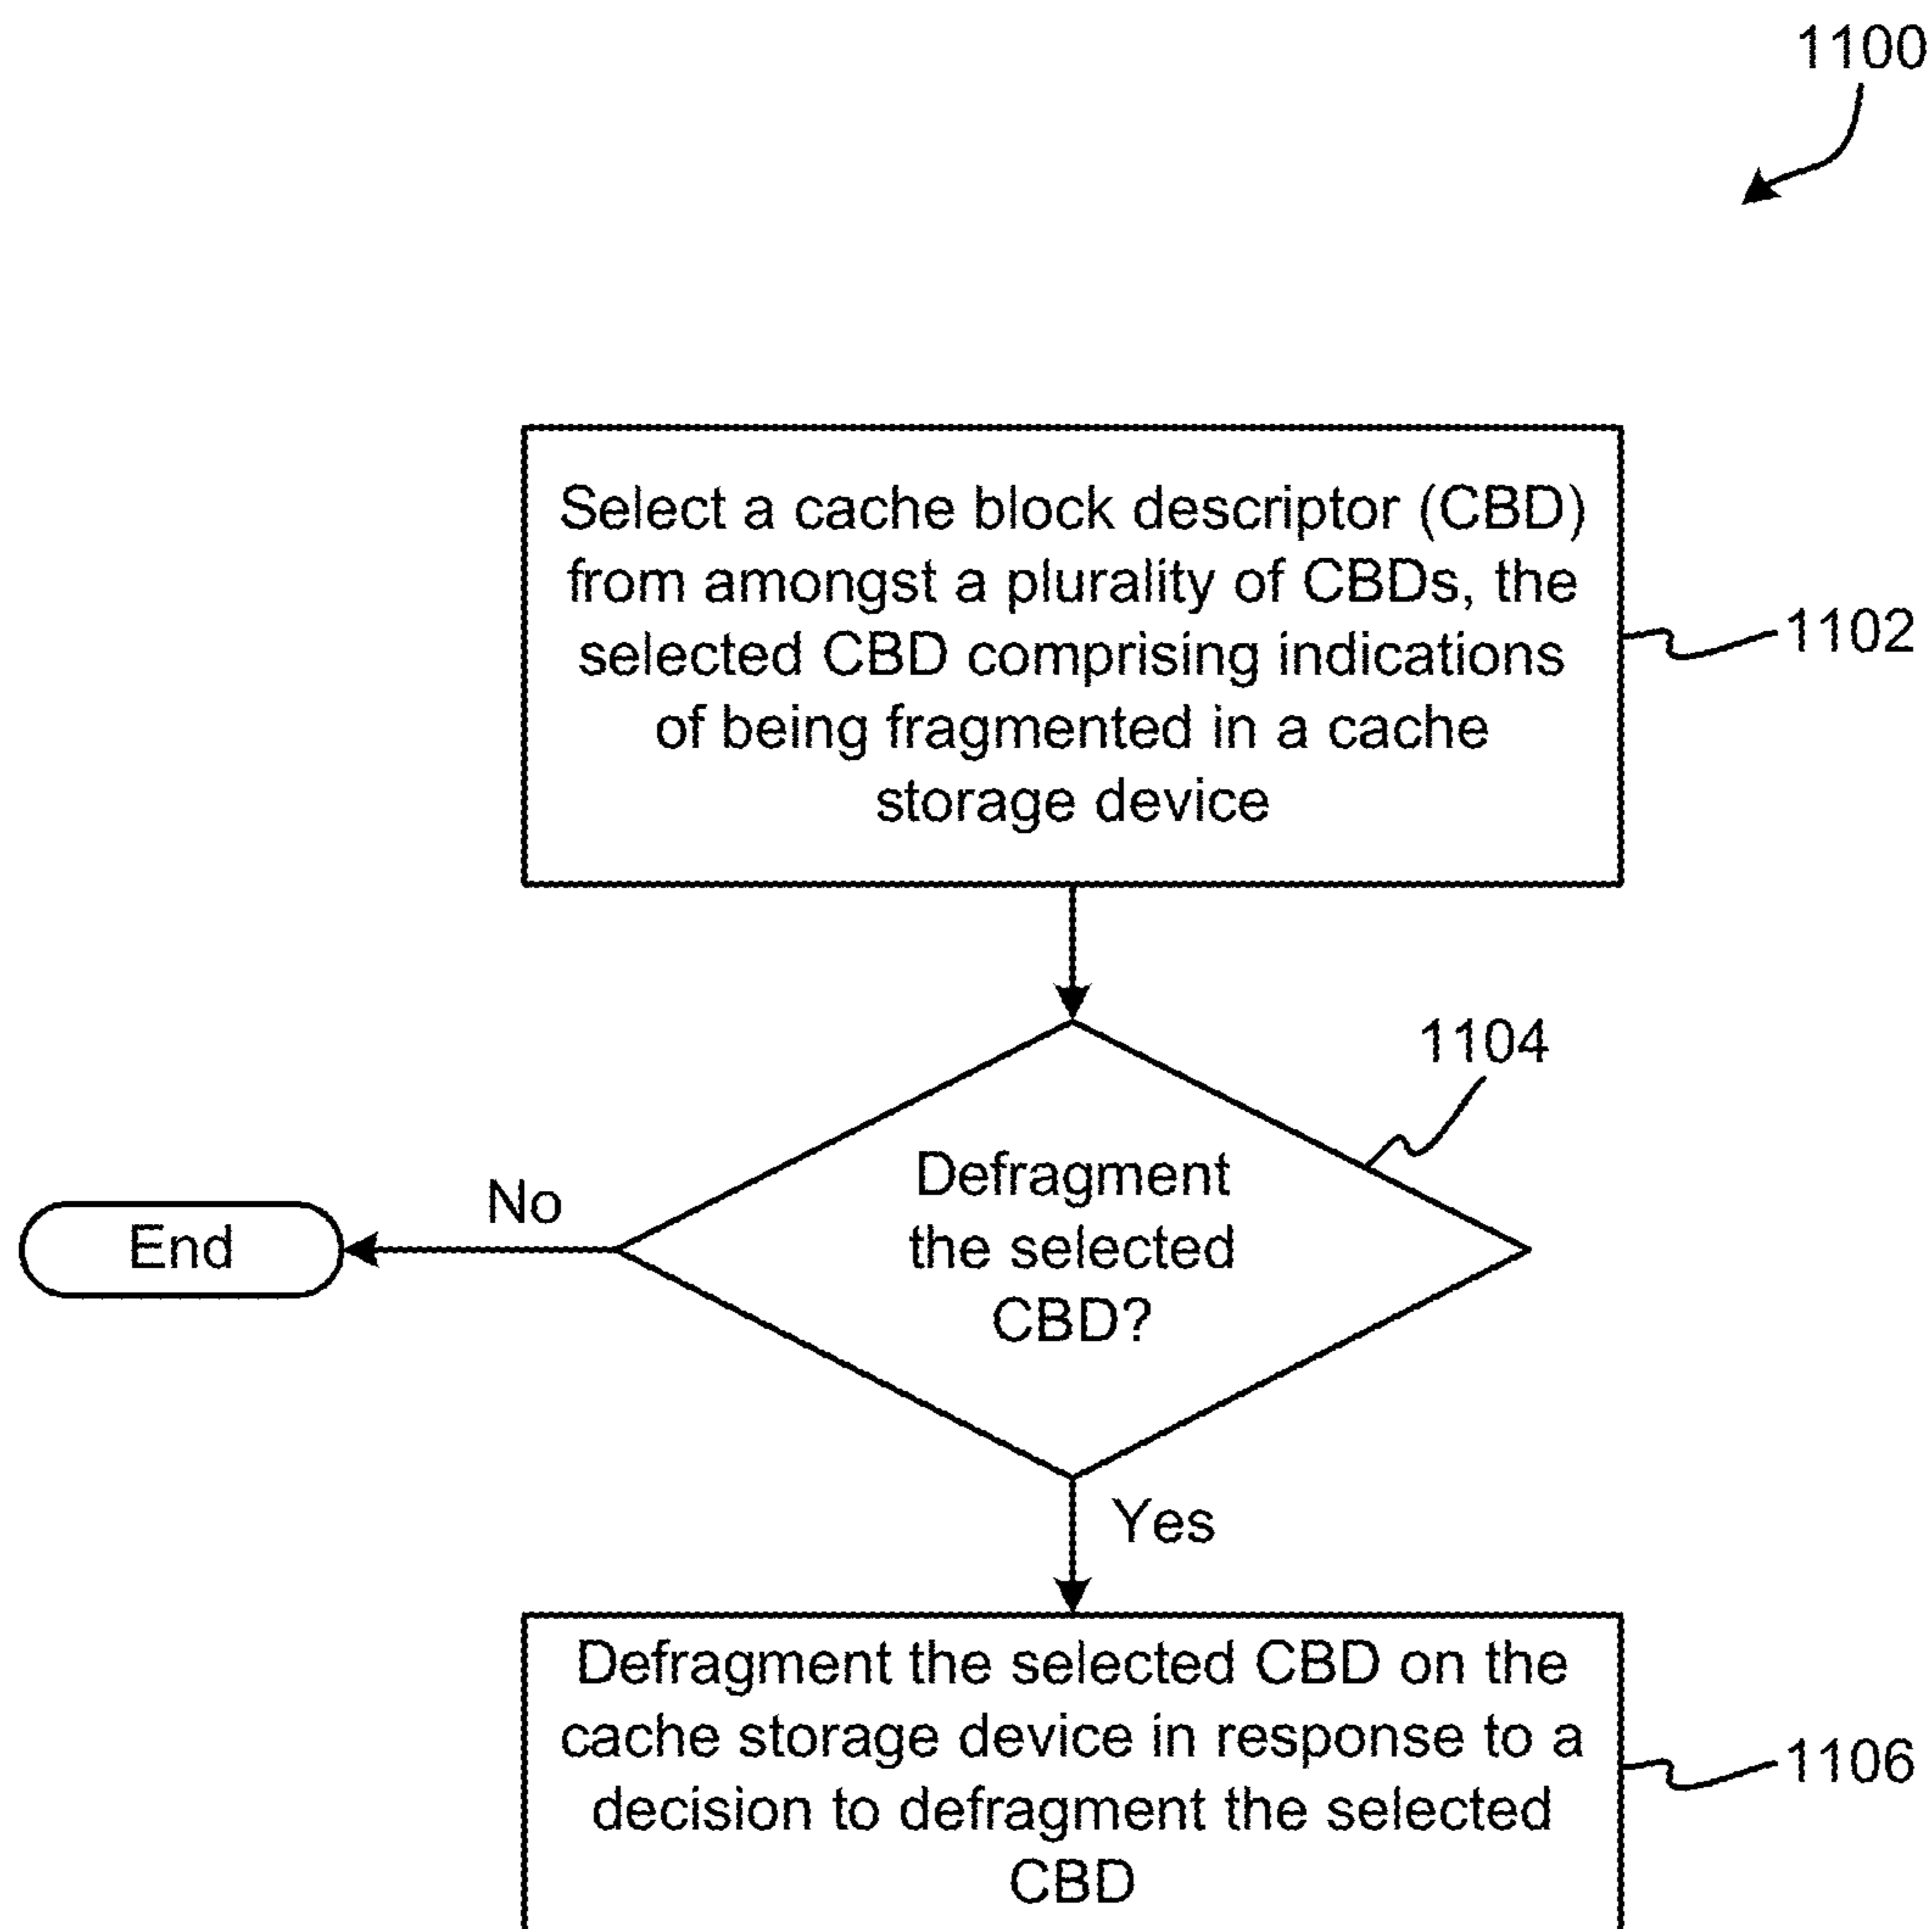 1100
Select a cache block descriptor (CBD)
from amongst a plurality of CBDs, the
selected CBD comprising indications
of being fragmented in a cache
storage device
1102
1104
Defragment
the selected
CBD?
No
End
Yes
Defragment the selected CBD on the
cache storage device in response to a
decision to defragment the selected
CBD
1106